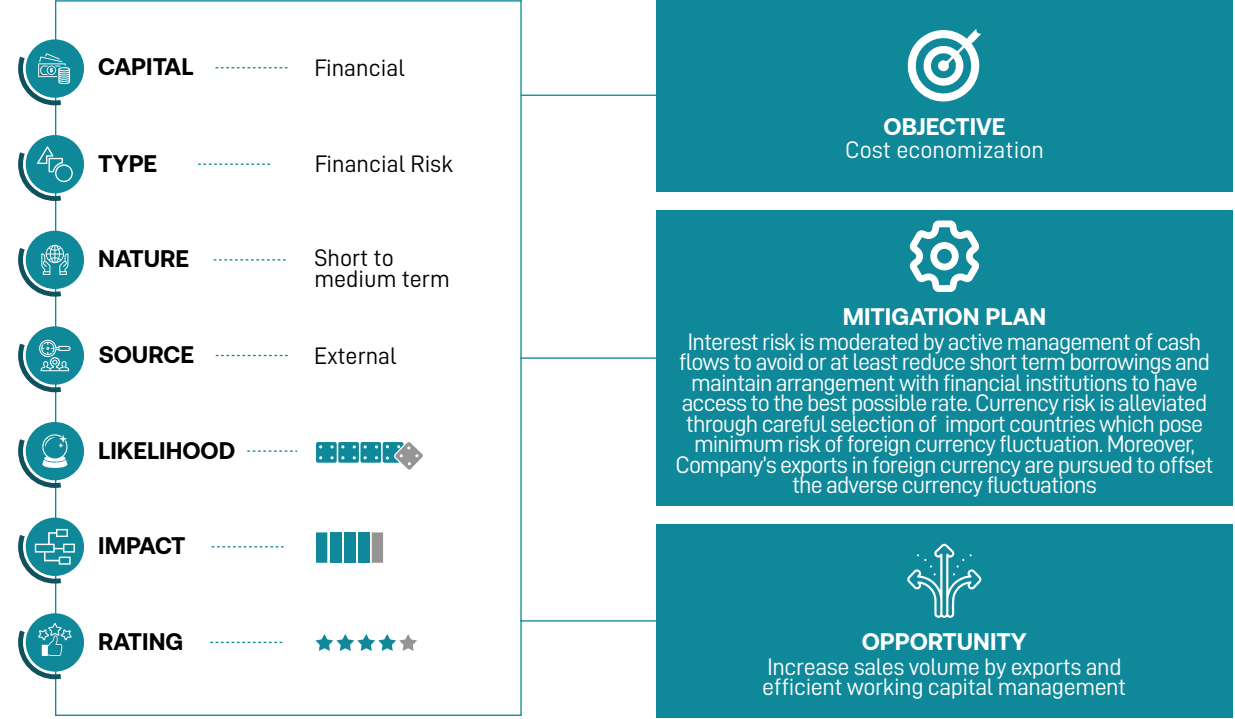 CAPITAL Financial
TYPE Financial Risk
NATURE Short to
medium term
SOURCE External
LIKELIHOOD
IMPACT
RATING
OBJECTIVE
Cost economization
MITIGATION PLAN
Interest risk is moderated by active management of cash
flows to avoid or at least reduce short term borrowings and
maintain arrangement with financial institutions to have
access to the best possible rate. Currency risk is alleviated
through careful selection of import countries which pose
minimum risk of foreign currency fluctuation. Moreover,
Company's exports in foreign currency are pursued to offset
the adverse currency fluctuations
OPPORTUNITY
Increase sales volume by exports and
efficient working capital management